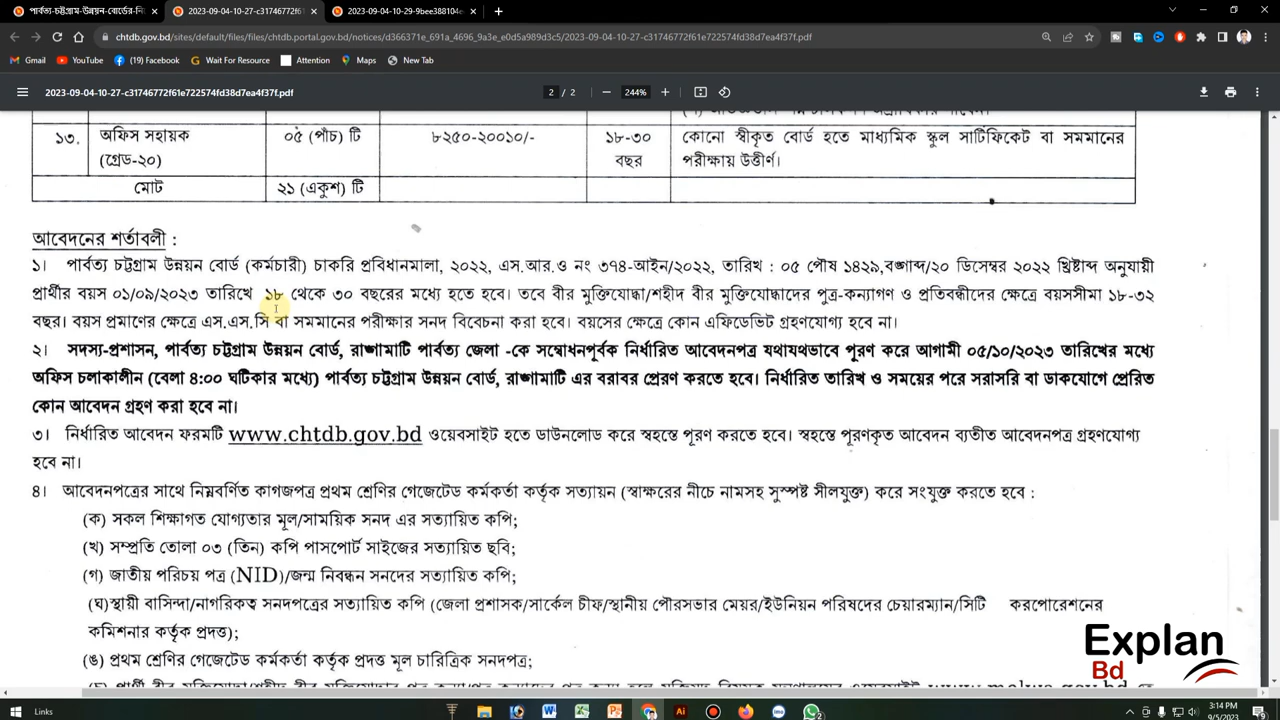 পার্বত্য-চট্টগ্রাম-উন্নয়ন-বোর্ডের-নি
2023-09-04-10-27-c31746772f61
2023-09-04-10-29-9bee388104e
chtdb.gov.bd/sites/default/files/files/chtdb.portal.gov.bd/notices/d366371e_691a_4696_9a3e_e0d5a989d3c5/2023-09-04-10-27-c31746772f61e722574fd38d7ea4f37f.pdf
Gmail YouTube (19) Facebook Wait For Resource Attention Maps New Tab
2023-09-04-10-27-c31746772f61e722574fd38d7ea4f37f.pdf 2 / 2 244%
১৩. অফিস সহায়ক ০৫ (পাঁচ) টি ৮২৫০-২০০১০/- ১৮-৩০ কোনো স্বীকৃত বোর্ড হতে মাধ্যমিক স্কুল সার্টিফিকেট বা সমমানের
(গ্রেড-২০) বছর পরীক্ষায় উত্তীর্ণ।
মোট ২১ (একুশ) টি
আবেদনের শর্তাবলী :
১। পার্বত্য চট্টগ্রাম উন্নয়ন বোর্ড (কর্মচারী) চাকরি প্রবিধানমালা, ২০২২, এস.আর.ও নং ৩৭৪-আইন/২০২২, তারিখ : ০৫ পৌষ ১৪২৯,বঙ্গাব্দ/২০ ডিসেম্বর ২০২২ খ্রিষ্টাব্দ অনুযায়ী
প্রার্থীর বয়স ০১/০৯/২০২৩ তারিখে ১৮ থেকে ৩০ বছরের মধ্যে হতে হবে। তবে বীর মুক্তিযোদ্ধা/শহীদ বীর মুক্তিযোদ্ধাদের পুত্র-কন্যাগণ ও প্রতিবন্ধীদের ক্ষেত্রে বয়সসীমা ১৮-৩২
বছর। বয়স প্রমাণের ক্ষেত্রে এস.এস.সি বা সমমানের পরীক্ষার সনদ বিবেচনা করা হবে। বয়সের ক্ষেত্রে কোন এফিডেভিট গ্রহণযোগ্য হবে না।
২। সদস্য-প্রশাসন, পার্বত্য চট্টগ্রাম উন্নয়ন বোর্ড, রাঙ্গামাটি পার্বত্য জেলা -কে সম্বোধনপূর্বক নির্ধারিত আবেদনপত্র যথাযথভাবে পূরণ করে আগামী ০৫/১০/২০২৩ তারিখের মধ্যে
অফিস চলাকালীন (বেলা ৪:০০ ঘটিকার মধ্যে) পার্বত্য চট্টগ্রাম উন্নয়ন বোর্ড, রাঙ্গামাটি এর বরাবর প্রেরণ করতে হবে। নির্ধারিত তারিখ ও সময়ের পরে সরাসরি বা ডাকযোগে প্রেরিত
কোন আবেদন গ্রহণ করা হবে না।
৩। নির্ধারিত আবেদন ফরমটি www.chtdb.gov.bd ওয়েবসাইট হতে ডাউনলোড করে স্বহস্তে পূরণ করতে হবে। স্বহস্তে পূরণকৃত আবেদন ব্যতীত আবেদনপত্র গ্রহণযোগ্য
হবে না।
৪। আবেদনপত্রের সাথে নিম্নবর্ণিত কাগজপত্র প্রথম শ্রেণির গেজেটেড কর্মকর্তা কর্তৃক সত্যায়ন (স্বাক্ষরের নীচে নামসহ সুস্পষ্ট সীলযুক্ত) করে সংযুক্ত করতে হবে :
(ক) সকল শিক্ষাগত যোগ্যতার মূল/সাময়িক সনদ এর সত্যায়িত কপি;
(খ) সম্প্রতি তোলা ০৩ (তিন) কপি পাসপোর্ট সাইজের সত্যায়িত ছবি;
(গ) জাতীয় পরিচয় পত্র (NID)/জন্ম নিবন্ধন সনদের সত্যায়িত কপি;
(ঘ)স্থায়ী বাসিন্দা/নাগরিকত্ব সনদপত্রের সত্যায়িত কপি (জেলা প্রশাসক/সার্কেল চীফ/স্থানীয় পৌরসভার মেয়র/ইউনিয়ন পরিষদের চেয়ারম্যান/সিটি করপোরেশনের
কমিশনার কর্তৃক প্রদত্ত);
(ঙ) প্রথম শ্রেণির গেজেটেড কর্মকর্তা কর্তৃক প্রদত্ত মূল চারিত্রিক সনদপত্র;
Explan
Bd
Links
3:14 PM
9/5/2023